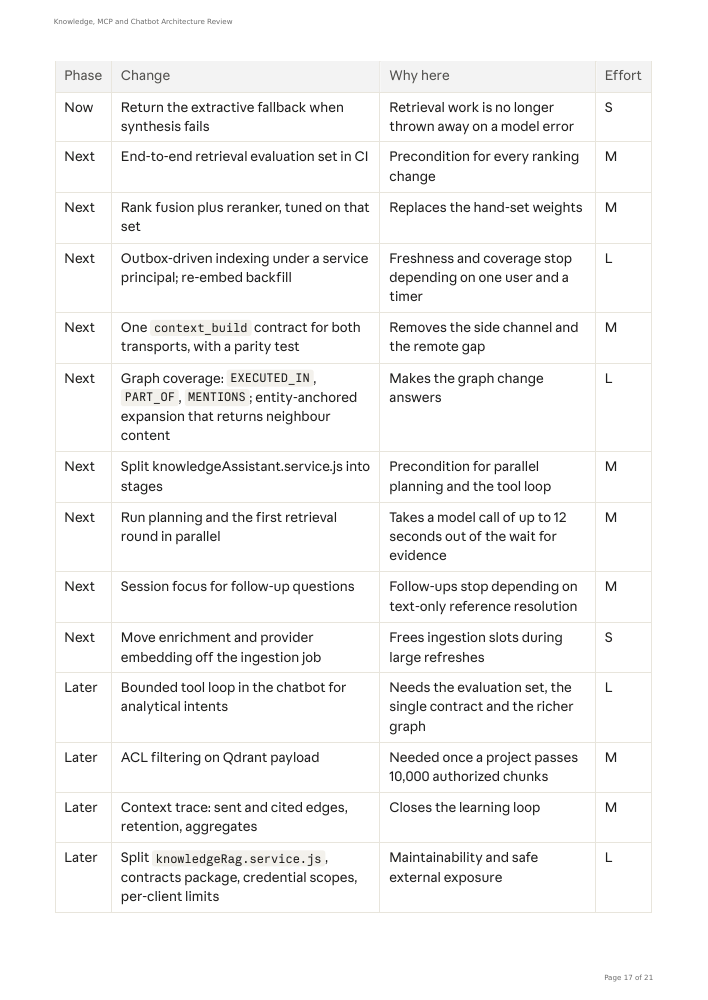 Knowledge, MCP and Chatbot Architecture Review
Phase Change Why here Effort
Now Return the extractive fallback when Retrieval work is no longer S
synthesis fails thrown away on a model error
Next End-to-end retrieval evaluation set in CI Precondition for every ranking M
change
Next Rank fusion plus reranker, tuned on that Replaces the hand-set weights M
set
Next Outbox-driven indexing under a service Freshness and coverage stop L
principal; re-embed backfill depending on one user and a
timer
Next One context_build contract for both Removes the side channel and M
transports, with a parity test the remote gap
Next Graph coverage: EXECUTED_IN, Makes the graph change L
PART_OF, MENTIONS; entity-anchored answers
expansion that returns neighbour
content
Next Split knowledgeAssistant.service.js into Precondition for parallel M
stages planning and the tool loop
Next Run planning and the first retrieval Takes a model call of up to 12 M
round in parallel seconds out of the wait for
evidence
Next Session focus for follow-up questions Follow-ups stop depending on M
text-only reference resolution
Next Move enrichment and provider Frees ingestion slots during S
embedding off the ingestion job large refreshes
Later Bounded tool loop in the chatbot for Needs the evaluation set, the L
analytical intents single contract and the richer
graph
Later ACL filtering on Qdrant payload Needed once a project passes M
10,000 authorized chunks
Later Context trace: sent and cited edges, Closes the learning loop M
retention, aggregates
Later Split knowledgeRag.service.js, Maintainability and safe L
contracts package, credential scopes, external exposure
per-client limits
Page 17 of 21